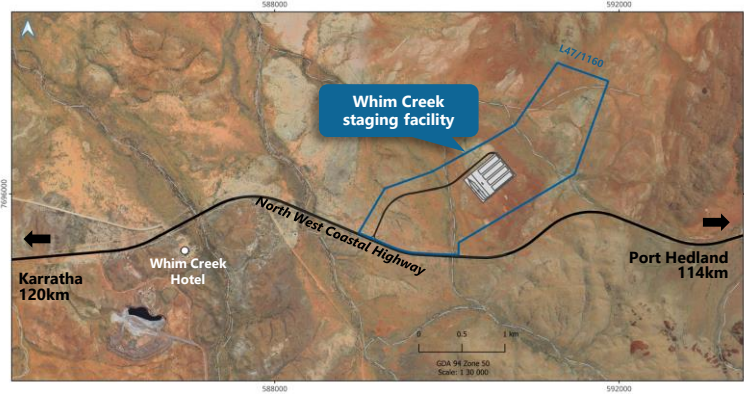 588000
592000
L47/1160
Whim Creek
staging facility
7696000
North West Coastal Highway
Whim Creek
Hotel
Karratha
120km
Port Hedland
114km
0 0.5 1 km
GDA 94 Zone 50
Scale: 1:30 000
588000
592000